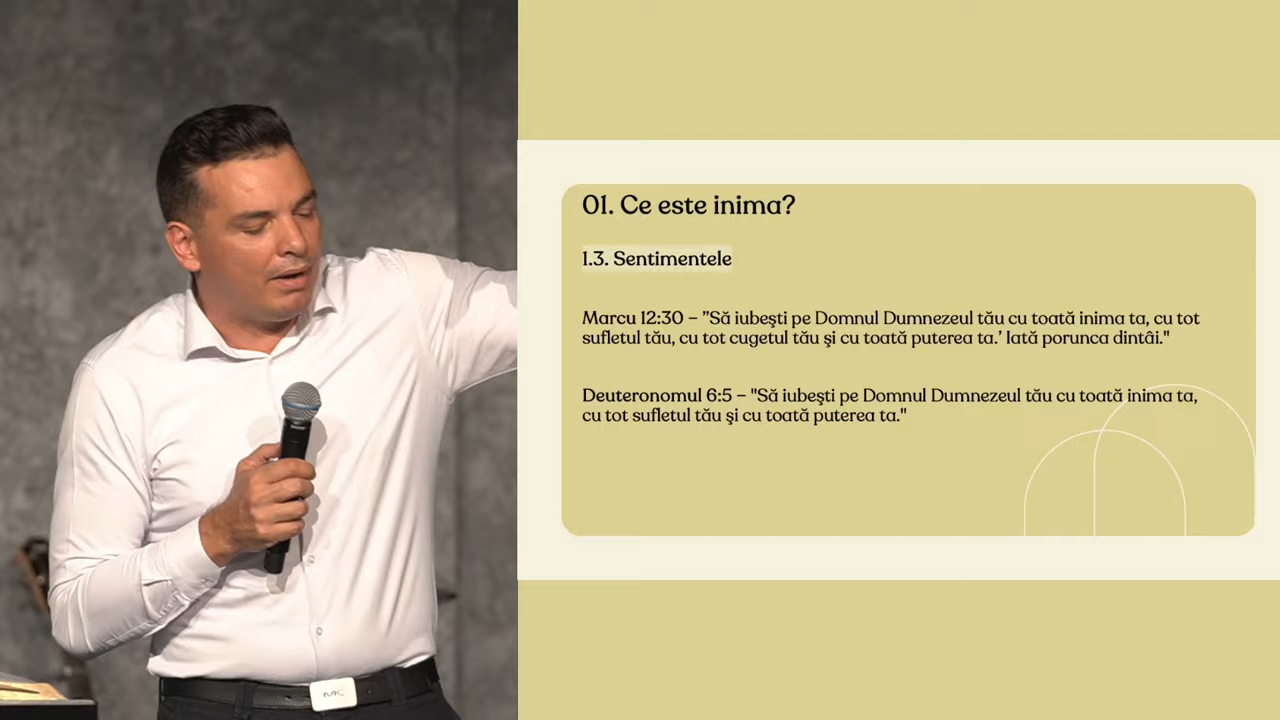 01. Ce este inima?
1.3. Sentimentele
Marcu 12:30 – ”Să iubeşti pe Domnul Dumnezeul tău cu toată inima ta, cu tot
sufletul tău, cu tot cugetul tău şi cu toată puterea ta.’ Iată porunca dintâi."
Deuteronomul 6:5 – "Să iubeşti pe Domnul Dumnezeul tău cu toată inima ta,
cu tot sufletul tău şi cu toată puterea ta."